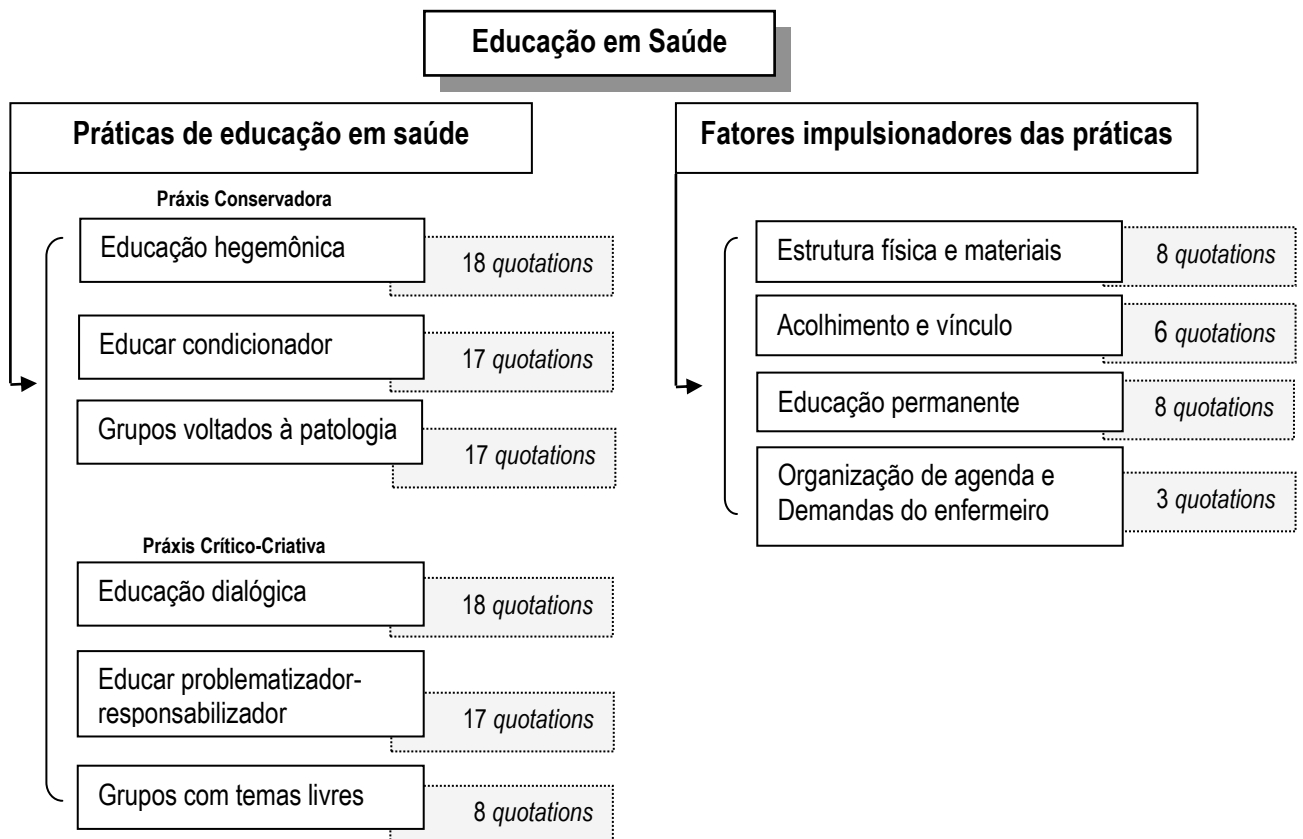 Educação em Saúde
Práticas de educação em saúde
Práxis Conservadora
Educação hegemônica
18 quotations
Educar condicionador
17 quotations
Grupos voltados à patologia
17 quotations
Práxis Crítico-Criativa
Educação dialógica
18 quotations
Educar problematizador-
responsabilizador
17 quotations
Grupos com temas livres
8 quotations
Fatores impulsionadores das práticas
Estrutura física e materiais
8 quotations
Acolhimento e vínculo
6 quotations
Educação permanente
8 quotations
Organização de agenda e
Demandas do enfermeiro
3 quotations